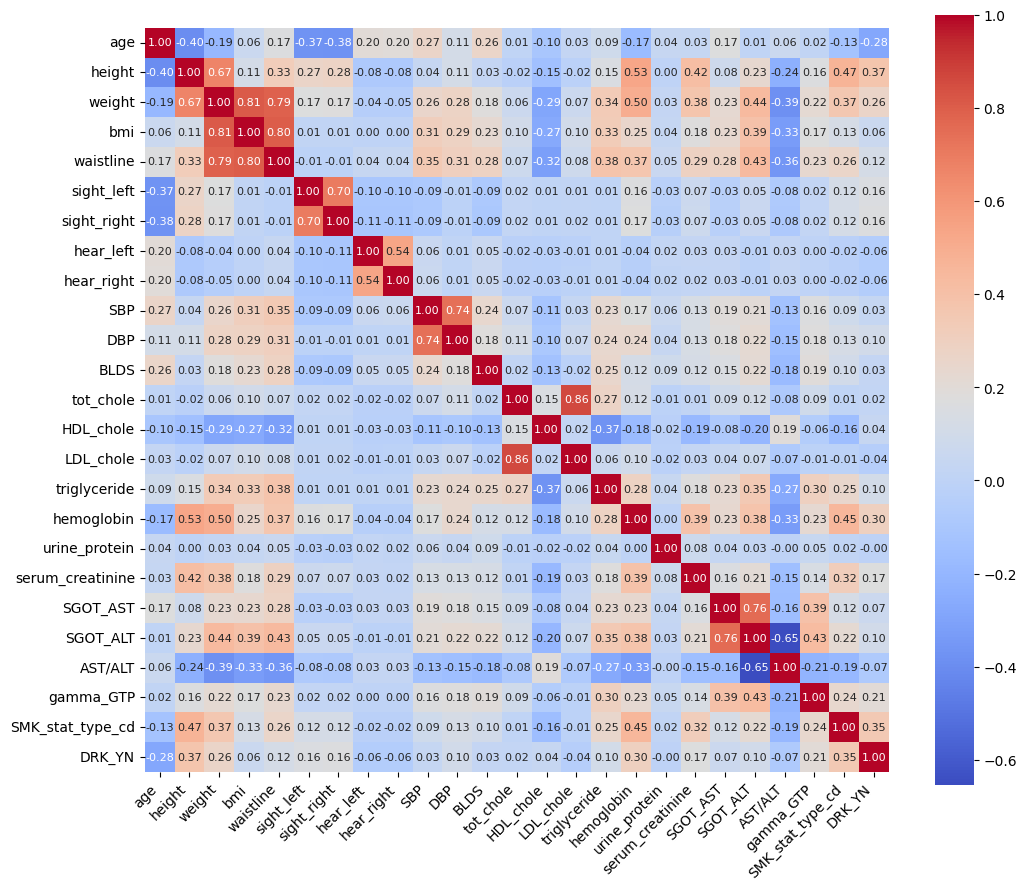 age 1.00 -0.40 -0.19 0.06 0.17 -0.37 -0.38 0.20 0.20 0.27 0.11 0.26 0.01 -0.10 0.03 0.09 -0.17 0.04 0.03 0.17 0.01 0.06 0.02 -0.13 -0.28
height -0.40 1.00 0.67 0.11 0.33 0.27 0.28 -0.08 -0.08 0.04 0.11 0.03 -0.02 -0.15 -0.02 0.15 0.53 0.00 0.42 0.08 0.23 -0.24 0.16 0.47 0.37
weight -0.19 0.67 1.00 0.81 0.79 0.17 0.17 -0.04 -0.05 0.26 0.28 0.18 0.06 -0.29 0.07 0.34 0.50 0.03 0.38 0.23 0.44 -0.39 0.22 0.37 0.26
bmi 0.06 0.11 0.81 1.00 0.80 0.01 0.01 0.00 0.00 0.31 0.29 0.23 0.10 -0.27 0.10 0.33 0.25 0.04 0.18 0.23 0.39 -0.33 0.17 0.13 0.06
waistline 0.17 0.33 0.79 0.80 1.00 -0.01 -0.01 0.04 0.04 0.35 0.31 0.28 0.07 -0.32 0.08 0.38 0.37 0.05 0.29 0.28 0.43 -0.36 0.23 0.26 0.12
sight_left -0.37 0.27 0.17 0.01 -0.01 1.00 0.70 -0.10 -0.10 -0.09 -0.01 -0.09 0.02 0.01 0.01 0.01 0.16 -0.03 0.07 -0.03 0.05 -0.08 0.02 0.12 0.16
sight_right -0.38 0.28 0.17 0.01 -0.01 0.70 1.00 -0.11 -0.11 -0.09 -0.01 -0.09 0.02 0.01 0.02 0.01 0.17 -0.03 0.07 -0.03 0.05 -0.08 0.02 0.12 0.16
hear_left 0.20 -0.08 -0.04 0.00 0.04 -0.10 -0.11 1.00 0.54 0.06 0.01 0.05 -0.02 -0.03 -0.01 0.01 -0.04 0.02 0.03 0.03 -0.01 0.03 0.00 -0.02 -0.06
hear_right 0.20 -0.08 -0.05 0.00 0.04 -0.10 -0.11 0.54 1.00 0.06 0.01 0.05 -0.02 -0.03 -0.01 0.01 -0.04 0.02 0.02 0.03 -0.01 0.03 0.00 -0.02 -0.06
SBP 0.27 0.04 0.26 0.31 0.35 -0.09 -0.09 0.06 0.06 1.00 0.74 0.24 0.07 -0.11 0.03 0.23 0.17 0.06 0.13 0.19 0.21 -0.13 0.16 0.09 0.03
DBP 0.11 0.11 0.28 0.29 0.31 -0.01 -0.01 0.01 0.01 0.74 1.00 0.18 0.11 -0.10 0.07 0.24 0.24 0.04 0.13 0.18 0.22 -0.15 0.18 0.13 0.10
BLDS 0.26 0.03 0.18 0.23 0.28 -0.09 -0.09 0.05 0.05 0.24 0.18 1.00 0.02 -0.13 -0.02 0.25 0.12 0.09 0.12 0.15 0.22 -0.18 0.19 0.10 0.03
tot_chole 0.01 -0.02 0.06 0.10 0.07 0.02 0.02 -0.02 -0.02 0.07 0.11 0.02 1.00 0.15 0.86 0.27 0.12 -0.01 0.01 0.09 0.12 -0.08 0.09 0.01 0.02
HDL_chole -0.10 -0.15 -0.29 -0.27 -0.32 0.01 0.01 -0.03 -0.03 -0.11 -0.10 -0.13 0.15 1.00 0.02 -0.37 -0.18 -0.02 -0.19 -0.08 -0.20 0.19 -0.06 -0.16 0.04
LDL_chole 0.03 -0.02 0.07 0.10 0.08 0.01 0.02 -0.01 -0.01 0.03 0.07 -0.02 0.86 0.02 1.00 0.06 0.10 -0.02 0.03 0.04 0.07 -0.07 -0.01 -0.01 -0.04
triglyceride 0.09 0.15 0.34 0.33 0.38 0.01 0.01 0.01 0.01 0.23 0.24 0.25 0.27 -0.37 0.06 1.00 0.28 0.04 0.18 0.23 0.35 -0.27 0.30 0.25 0.10
hemoglobin -0.17 0.53 0.50 0.25 0.37 0.16 0.17 -0.04 -0.04 0.17 0.24 0.12 0.12 -0.18 0.10 0.28 1.00 0.00 0.39 0.23 0.38 -0.33 0.23 0.45 0.30
urine_protein 0.04 0.00 0.03 0.04 0.05 -0.03 -0.03 0.02 0.02 0.06 0.04 0.09 -0.01 -0.02 -0.02 0.04 0.00 1.00 0.08 0.04 0.03 -0.00 0.05 0.02 -0.00
serum_creatinine 0.03 0.42 0.38 0.18 0.29 0.07 0.07 0.03 0.02 0.13 0.13 0.12 0.01 -0.19 0.03 0.18 0.39 0.08 1.00 0.16 0.21 -0.15 0.14 0.32 0.17
SGOT_AST 0.17 0.08 0.23 0.23 0.28 -0.03 -0.03 0.03 0.03 0.19 0.18 0.15 0.09 -0.08 0.04 0.23 0.23 0.04 0.16 1.00 0.76 -0.16 0.39 0.12 0.07
SGOT_ALT 0.01 0.23 0.44 0.39 0.43 0.05 0.05 -0.01 -0.01 0.21 0.22 0.22 0.12 -0.20 0.07 0.35 0.38 0.03 0.21 0.76 1.00 -0.65 0.43 0.22 0.10
AST/ALT 0.06 -0.24 -0.39 -0.33 -0.36 -0.08 -0.08 0.03 0.03 -0.13 -0.15 -0.18 -0.08 0.19 -0.07 -0.27 -0.33 -0.00 -0.15 -0.16 -0.65 1.00 -0.21 -0.19 -0.07
gamma_GTP 0.02 0.16 0.22 0.17 0.23 0.02 0.02 0.00 0.00 0.16 0.18 0.19 0.09 -0.06 -0.01 0.30 0.23 0.05 0.14 0.39 0.43 -0.21 1.00 0.24 0.21
SMK_stat_type_cd -0.13 0.47 0.37 0.13 0.26 0.12 0.12 -0.02 -0.02 0.09 0.13 0.10 0.01 -0.16 -0.01 0.25 0.45 0.02 0.32 0.12 0.22 -0.19 0.24 1.00 0.35
DRK_YN -0.28 0.37 0.26 0.06 0.12 0.16 0.16 -0.06 -0.06 0.03 0.10 0.03 0.02 0.04 -0.04 0.10 0.30 -0.00 0.17 0.07 0.10 -0.07 0.21 0.35 1.00
age height weight bmi waistline sight_left sight_right hear_left hear_right SBP DBP BLDS tot_chole HDL_chole LDL_chole triglyceride hemoglobin urine_protein serum_creatinine SGOT_AST SGOT_ALT AST/ALT gamma_GTP SMK_stat_type_cd DRK_YN
1.0
0.8
0.6
0.4
0.2
0.0
-0.2
-0.4
-0.6